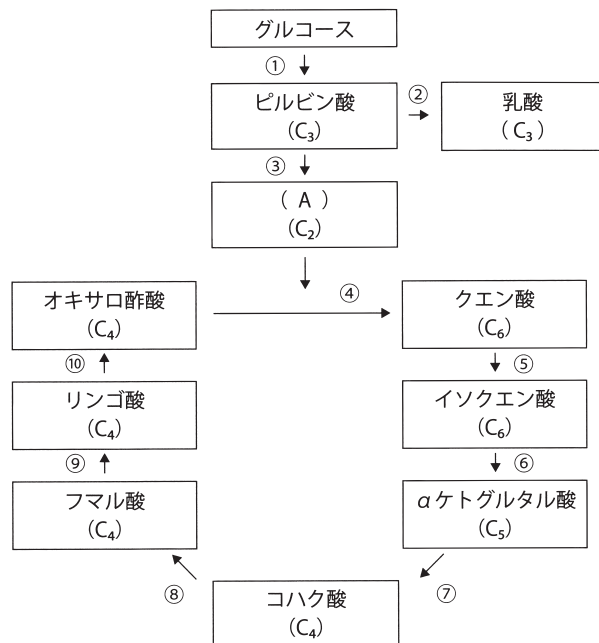 グルコース
①
ピルビン酸
(C₃)
②
乳酸
(C₃)
③
( A )
(C₂)
④
オキサロ酢酸
(C₄)
クエン酸
(C₆)
⑩
⑤
リンゴ酸
(C₄)
イソクエン酸
(C₆)
⑨
⑥
フマル酸
(C₄)
αケトグルタル酸
(C₅)
⑧
⑦
コハク酸
(C₄)